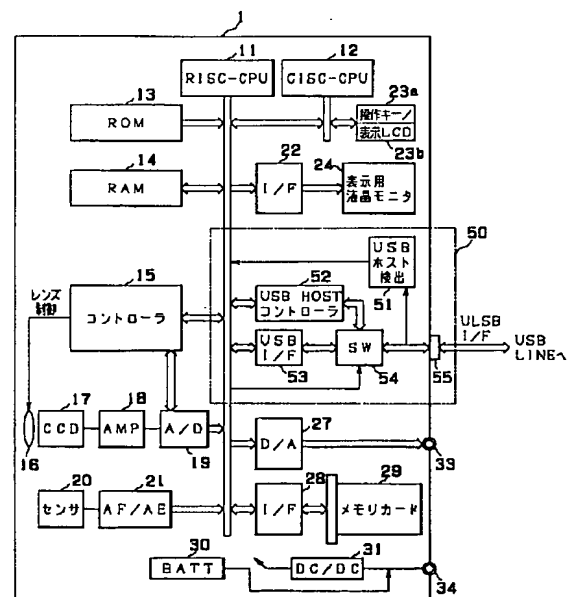 1
11
12
RISC-CPU
CISC-CPU
13
ROM
23a
操作キー/
表示LCD
23b
14
RAM
22
I/F
24
表示用
液晶モニタ
50
USB
ホスト
検出
51
15
コントローラ
レンズ
制御
52
USB HOST
コントローラ
USB
I/F
53
SW
54
ULSB
I/F
USB
LINEへ
55
17
18
CCD
AMP
A/D
16
19
27
D/A
33
20
21
センサ
AF/AE
28
I/F
29
メモリカード
30
BATT
31
DC/DC
34